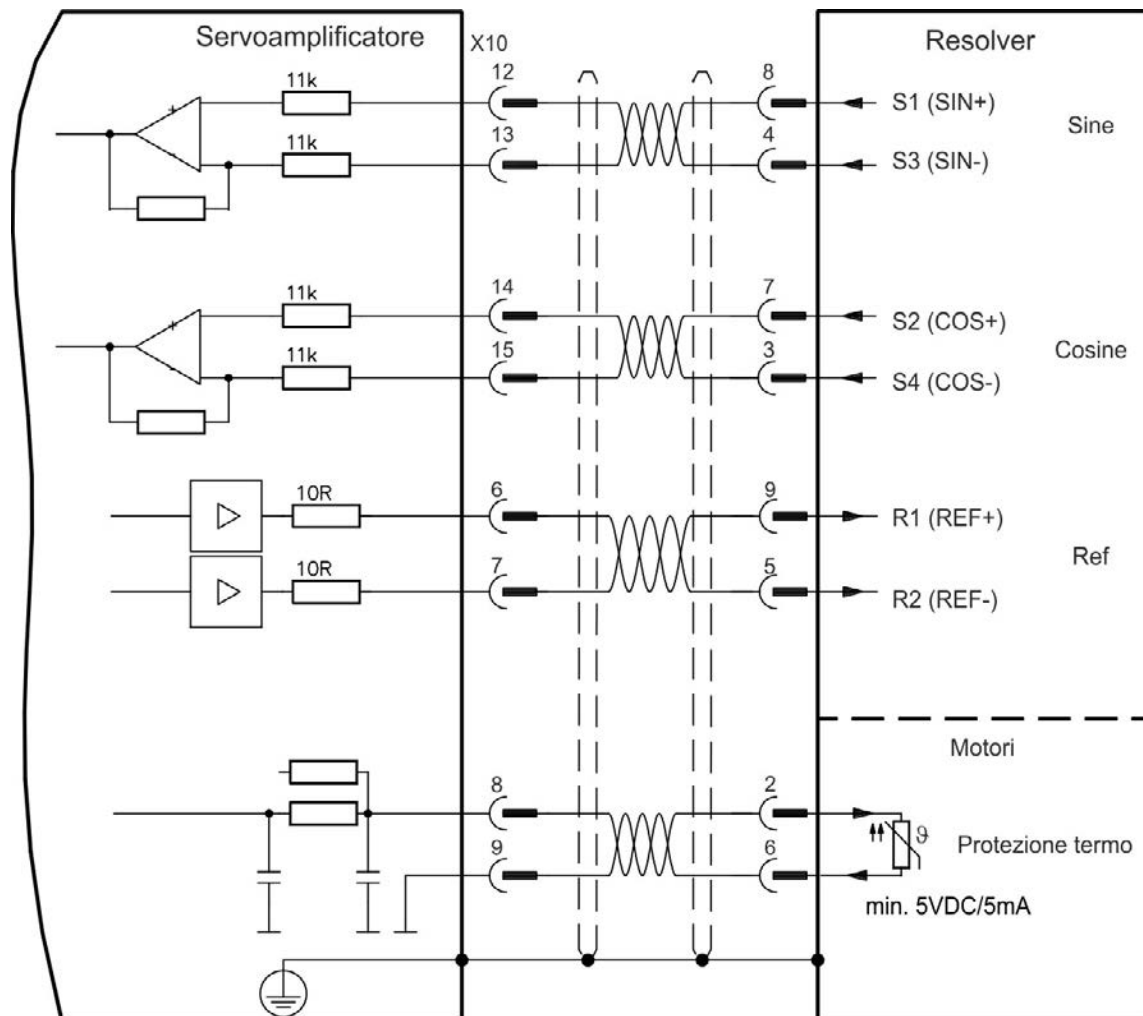 Servoamplificatore
X10
Resolver
11k
12
8
S1 (SIN+)
Sine
11k
13
4
S3 (SIN-)
11k
14
7
S2 (COS+)
Cosine
11k
15
3
S4 (COS-)
10R
6
9
R1 (REF+)
Ref
10R
7
5
R2 (REF-)
Motori
8
2
ϑ
Protezione termo
9
6
min. 5VDC/5mA